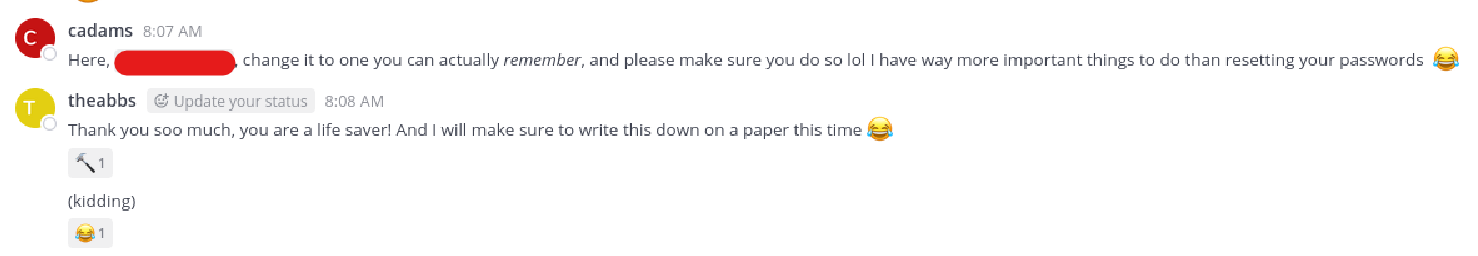 C
cadams 8:07 AM
Here, , change it to one you can actually remember, and please make sure you do so lol I have way more important things to do than resetting your passwords 😂
T
theabbs Update your status 8:08 AM
Thank you soo much, you are a life saver! And I will make sure to write this down on a paper this time 😂
🔨 1
(kidding)
😂 1